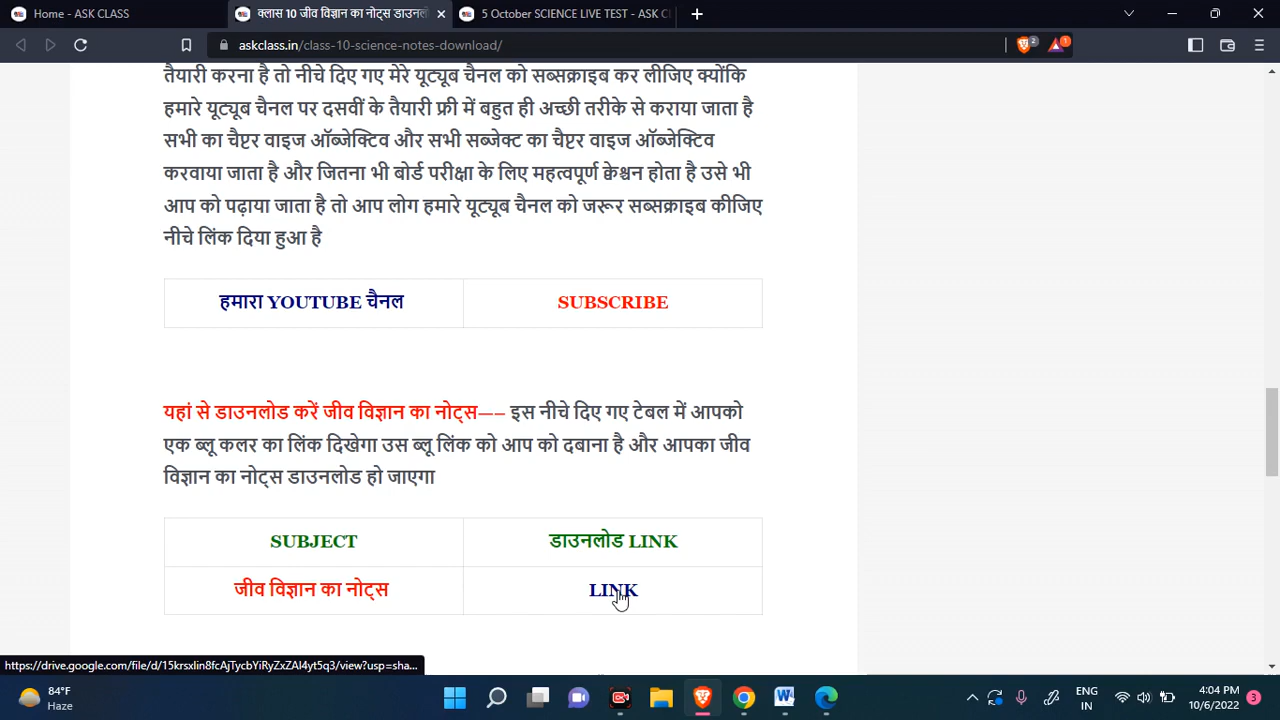 Home - ASK CLASS
क्लास 10 जीव विज्ञान का नोट्स डाउनल
5 October SCIENCE LIVE TEST - ASK C
askclass.in/class-10-science-notes-download/
2
1
तैयारी करना है तो नीचे दिए गए मेरे यूट्यूब चैनल को सब्सक्राइब कर लीजिए क्योंकि
हमारे यूट्यूब चैनल पर दसवीं के तैयारी फ्री में बहुत ही अच्छी तरीके से कराया जाता है
सभी का चैप्टर वाइज ऑब्जेक्टिव और सभी सब्जेक्ट का चैप्टर वाइज ऑब्जेक्टिव
करवाया जाता है और जितना भी बोर्ड परीक्षा के लिए महत्वपूर्ण क्वेश्चन होता है उसे भी
आप को पढ़ाया जाता है तो आप लोग हमारे यूट्यूब चैनल को जरूर सब्सक्राइब कीजिए
नीचे लिंक दिया हुआ है
हमारा YOUTUBE चैनल SUBSCRIBE
यहां से डाउनलोड करें जीव विज्ञान का नोट्स—– इस नीचे दिए गए टेबल में आपको
एक ब्लू कलर का लिंक दिखेगा उस ब्लू लिंक को आप को दबाना है और आपका जीव
विज्ञान का नोट्स डाउनलोड हो जाएगा
SUBJECT डाउनलोड LINK
जीव विज्ञान का नोट्स LINK
https://drive.google.com/file/d/15krsxlin8fcAjTycbYiRyZxZAl4yt5q3/view?usp=sha...
84°F
Haze
ENG
IN
4:04 PM
10/6/2022
3